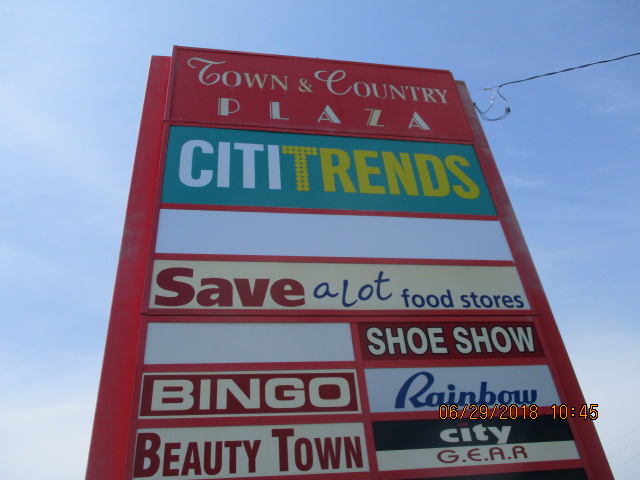 Town & Country
PLAZA
CITITRENDS
Save a lot food stores
SHOE SHOW
BINGO
Rainbow
BEAUTY TOWN
city
G.E.A.R
06/29/2018 10:45